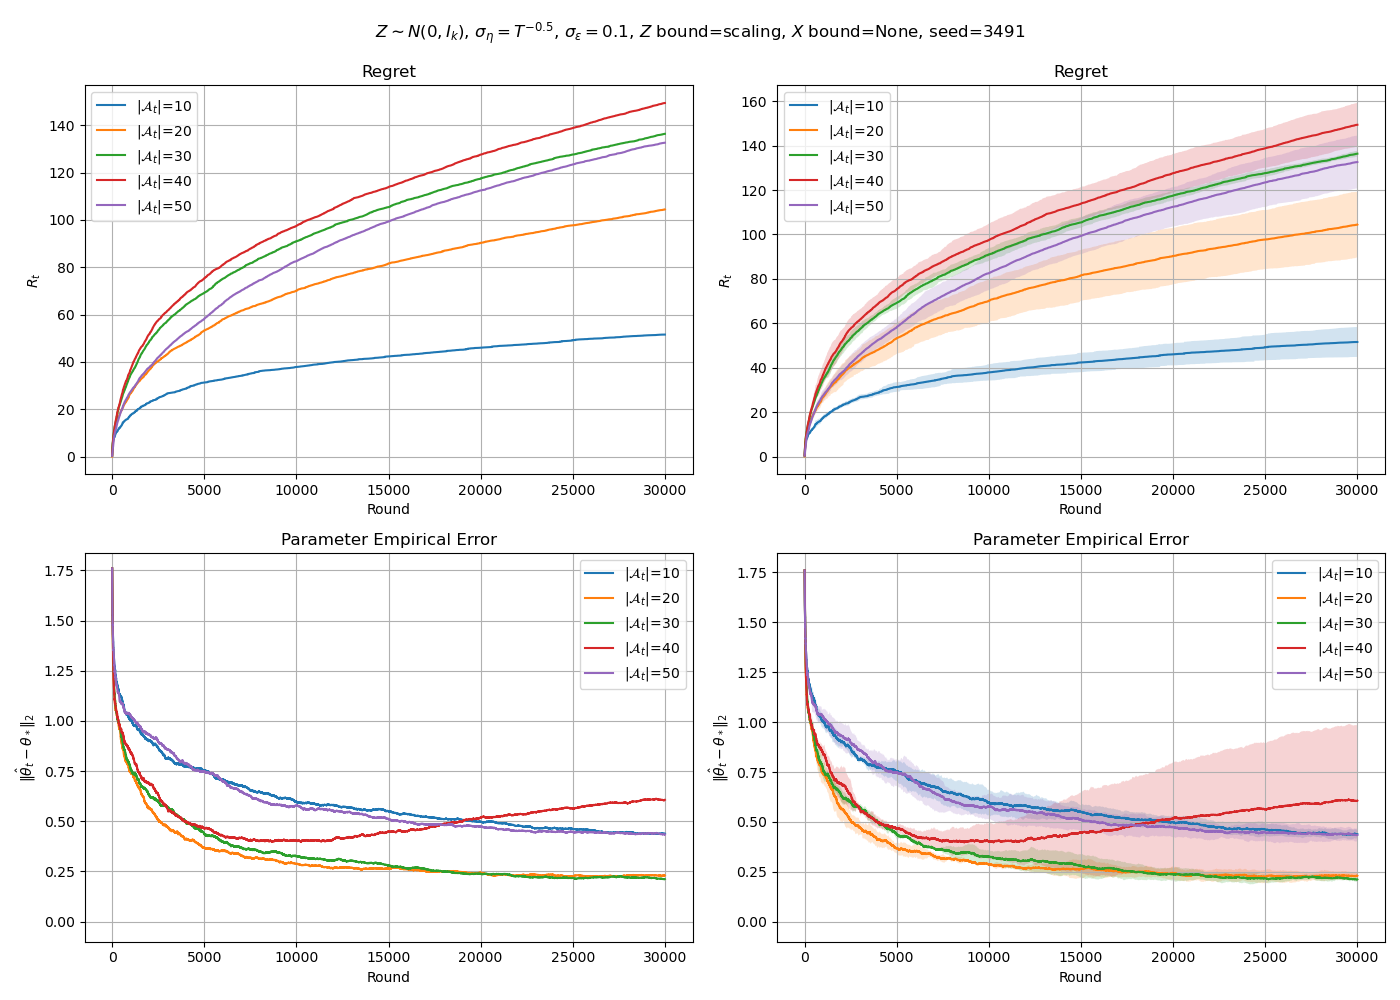 Z ∼ N(0, I_k), σ_η = T^{−0.5}, σ_ε = 0.1, Z bound=scaling, X bound=None, seed=3491
Regret
|𝒜_t|=10
|𝒜_t|=20
|𝒜_t|=30
|𝒜_t|=40
|𝒜_t|=50
R_t
140
120
100
80
60
40
20
0
0 5000 10000 15000 20000 25000 30000
Round
Regret
|𝒜_t|=10
|𝒜_t|=20
|𝒜_t|=30
|𝒜_t|=40
|𝒜_t|=50
R_t
160
140
120
100
80
60
40
20
0
0 5000 10000 15000 20000 25000 30000
Round
Parameter Empirical Error
|𝒜_t|=10
|𝒜_t|=20
|𝒜_t|=30
|𝒜_t|=40
|𝒜_t|=50
‖θ̂_t − θ_*‖_2
1.75
1.50
1.25
1.00
0.75
0.50
0.25
0.00
0 5000 10000 15000 20000 25000 30000
Round
Parameter Empirical Error
|𝒜_t|=10
|𝒜_t|=20
|𝒜_t|=30
|𝒜_t|=40
|𝒜_t|=50
‖θ̂_t − θ_*‖_2
1.75
1.50
1.25
1.00
0.75
0.50
0.25
0.00
0 5000 10000 15000 20000 25000 30000
Round